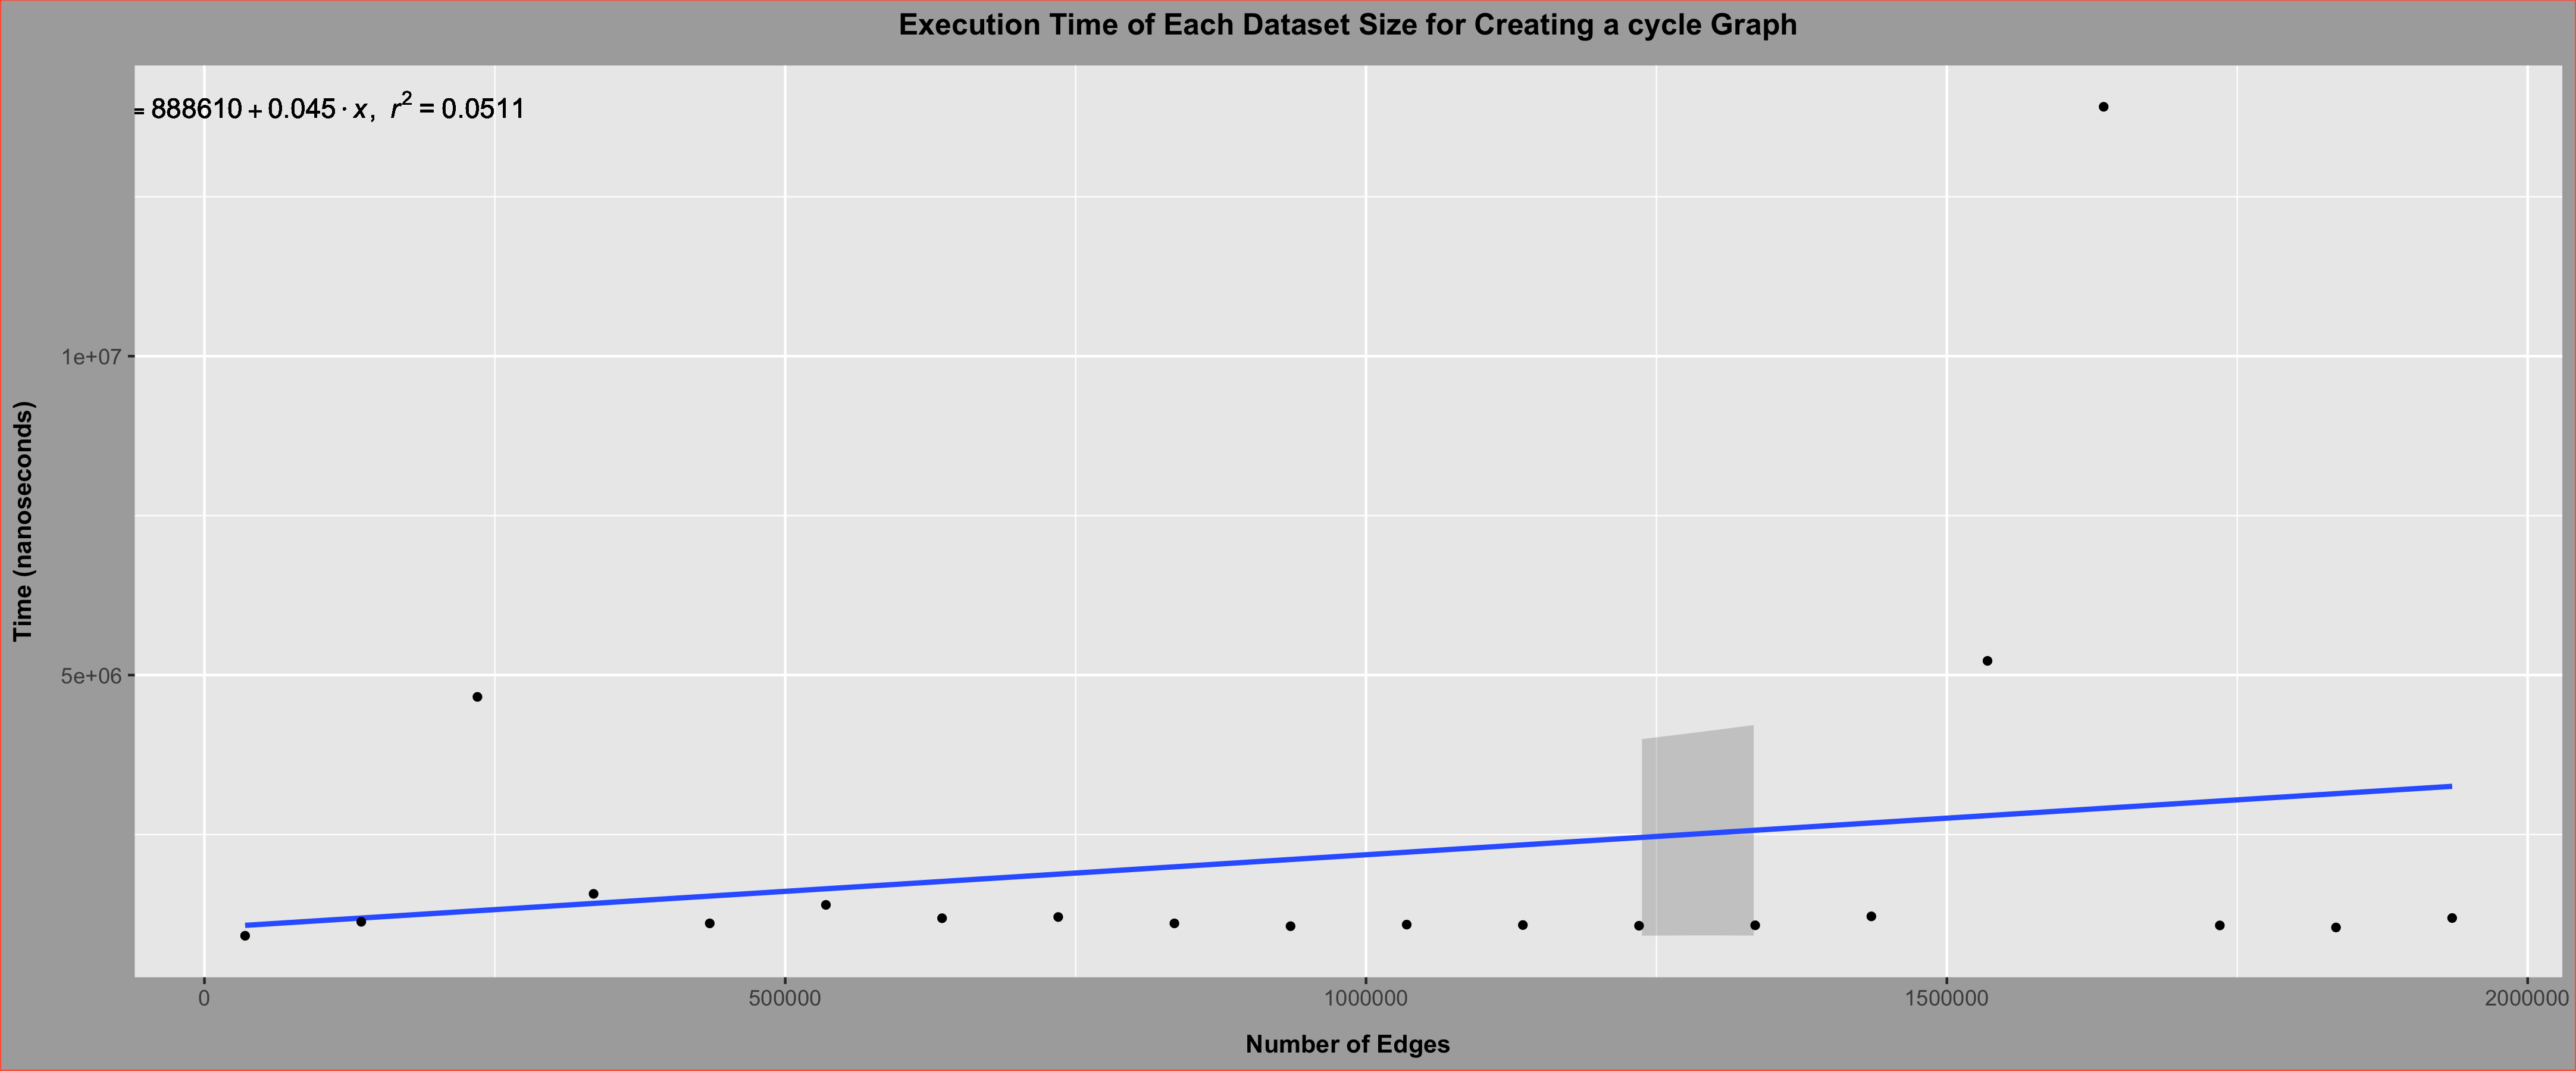 Execution Time of Each Dataset Size for Creating a cycle Graph
= 888610 + 0.045 · x, r² = 0.0511
1e+07
5e+06
Time (nanoseconds)
0 500000 1000000 1500000 2000000
Number of Edges